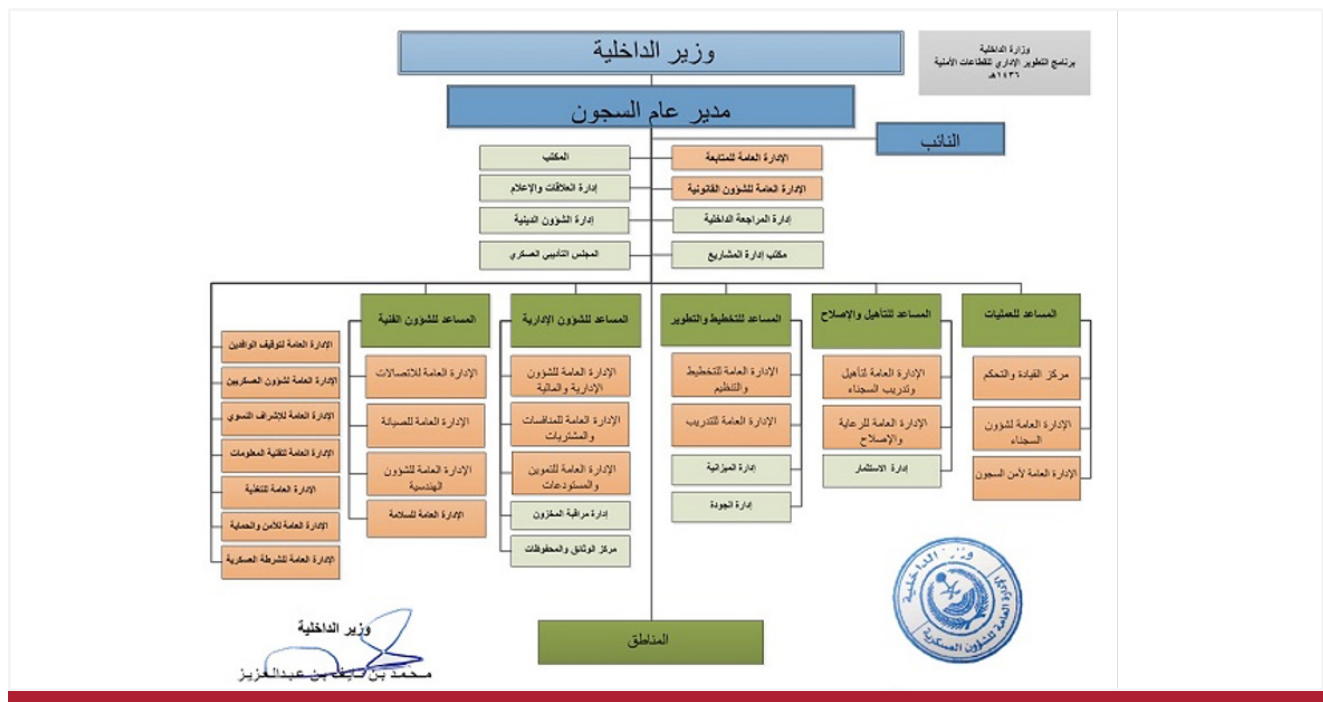 وزارة الداخلية
برنامج التطوير الإداري للقطاعات الأمنية
١٤٣٦هـ
وزير الداخلية
مدير عام السجون
النائب
الإدارة العامة للمتابعة
المكتب
الإدارة العامة للشؤون القانونية
إدارة العلاقات والإعلام
إدارة المراجعة الداخلية
إدارة الشؤون الدينية
مكتب إدارة المشاريع
المجلس التأديبي العسكري
المساعد للعمليات
مركز القيادة والتحكم
الإدارة العامة لشؤون
السجناء
الإدارة العامة لأمن السجون
المساعد للتأهيل والإصلاح
الإدارة العامة لتأهيل
وتدريب السجناء
الإدارة العامة للرعاية
والإصلاح
إدارة الاستثمار
المساعد للتخطيط والتطوير
الإدارة العامة للتخطيط
والتنظيم
الإدارة العامة للتدريب
إدارة الميزانية
إدارة الجودة
المساعد للشؤون الإدارية
الإدارة العامة للشؤون
الإدارية والمالية
الإدارة العامة للمنافسات
والمشتريات
الإدارة العامة للتموين
والمستودعات
إدارة مراقبة المخزون
مركز الوثائق والمحفوظات
المساعد للشؤون الفنية
الإدارة العامة للاتصالات
الإدارة العامة للصيانة
الإدارة العامة للشؤون
الهندسية
الإدارة العامة للسلامة
الإدارة العامة لتوقيف الوافدين
الإدارة العامة لشؤون العسكريين
الإدارة العامة للإشراف النسوي
الإدارة العامة لتقنية المعلومات
الإدارة العامة للتغذية
الإدارة العامة للأمن والحماية
الإدارة العامة للشرطة العسكرية
المناطق
وزارة الداخلية
الإدارة العامة للشؤون العسكرية
وزير الداخلية
محمد بن نايف بن عبدالعزيز